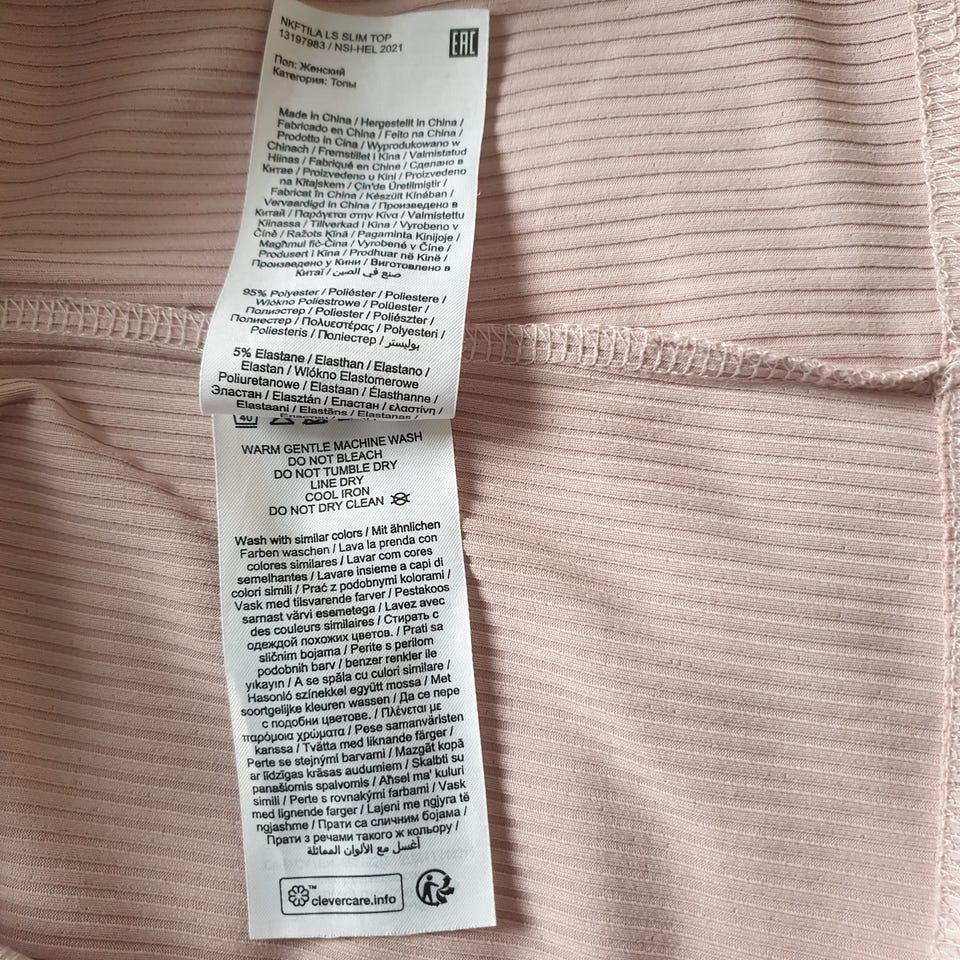 NKFTILA LS SLIM TOP
13197983 / NSI-HEL 2021
EAC
Пол: Женский
Категория: Топы
Made in China / Hergestellt in China /
Fabricado en China / Feito na China /
Prodotto in Cina / Wyprodukowano w
Chinach / Fremstillet i Kina / Valmistatud
Hiinas / Fabriqué en Chine / Сделано в
Китае / Proizvedeno u Kini / Proizvedeno
na Kitajskem / Çin'de Üretilmiştir /
Fabricat în China / Készült Kínában /
Vervaardigd in China / Произведено в
Китай / Παράγεται στην Κίνα / Valmistettu
Kiinassa / Tillverkad i Kina / Vyrobeno v
Číně / Ražots Ķīnā / Pagaminta Kinijoje /
Magħmul fiċ-Ċina / Vyrobené v Číne /
Produsert i Kina / Prodhuar në Kinë /
Произведено у Кини / Виготовлено в
Китаї / صنع في الصين
95% Polyester / Poliéster / Poliestere /
Włókno Poliestrowe / Polüester /
Полиэстер / Poliester / Poliészter /
Полиестер / Πολυεστέρας / Polyesteri /
Poliesteris / Поліестер / بوليستر
5% Elastane / Elasthan / Elastano /
Elastan / Włókno Elastomerowe /
Poliuretanowe / Elastaan / Élasthanne /
Эластан / Elasztán / Еластан / ελαστίνη /
Elastaani / Elastāns / Elastanas /
40
WARM GENTLE MACHINE WASH
DO NOT BLEACH
DO NOT TUMBLE DRY
LINE DRY
COOL IRON
DO NOT DRY CLEAN
Wash with similar colors / Mit ähnlichen
Farben waschen / Lava la prenda con
colores similares / Lavar com cores
semelhantes / Lavare insieme a capi di
colori simili / Prać z podobnymi kolorami /
Vask med tilsvarende farver / Pestakoos
sarnast värvi esemetega / Lavez avec
des couleurs similaires / Стирать с
одеждой похожих цветов. / Prati sa
sličnim bojama / Perite s perilom
podobnih barv / benzer renkler ile
yıkayın / A se spăla cu culori similare /
Hasonló színekkel együtt mossa / Met
soortgelijke kleuren wassen / Да се пере
с подобни цветове. / Πλένεται με
παρόμοια χρώματα / Pese samanväristen
kanssa / Tvätta med liknande färger /
Perte se stejnými barvami / Mazgāt kopā
ar līdzīgas krāsas audumiem / Skalbti su
panašiomis spalvomis / Aħsel ma' kuluri
simili / Perte s rovnakými farbami / Vask
med lignende farger / Lajeni me ngjyra të
ngjashme / Прати са сличним бојама /
Прати з речами такого ж кольору /
أغسل مع الألوان المماثلة
TM
clevercare.info